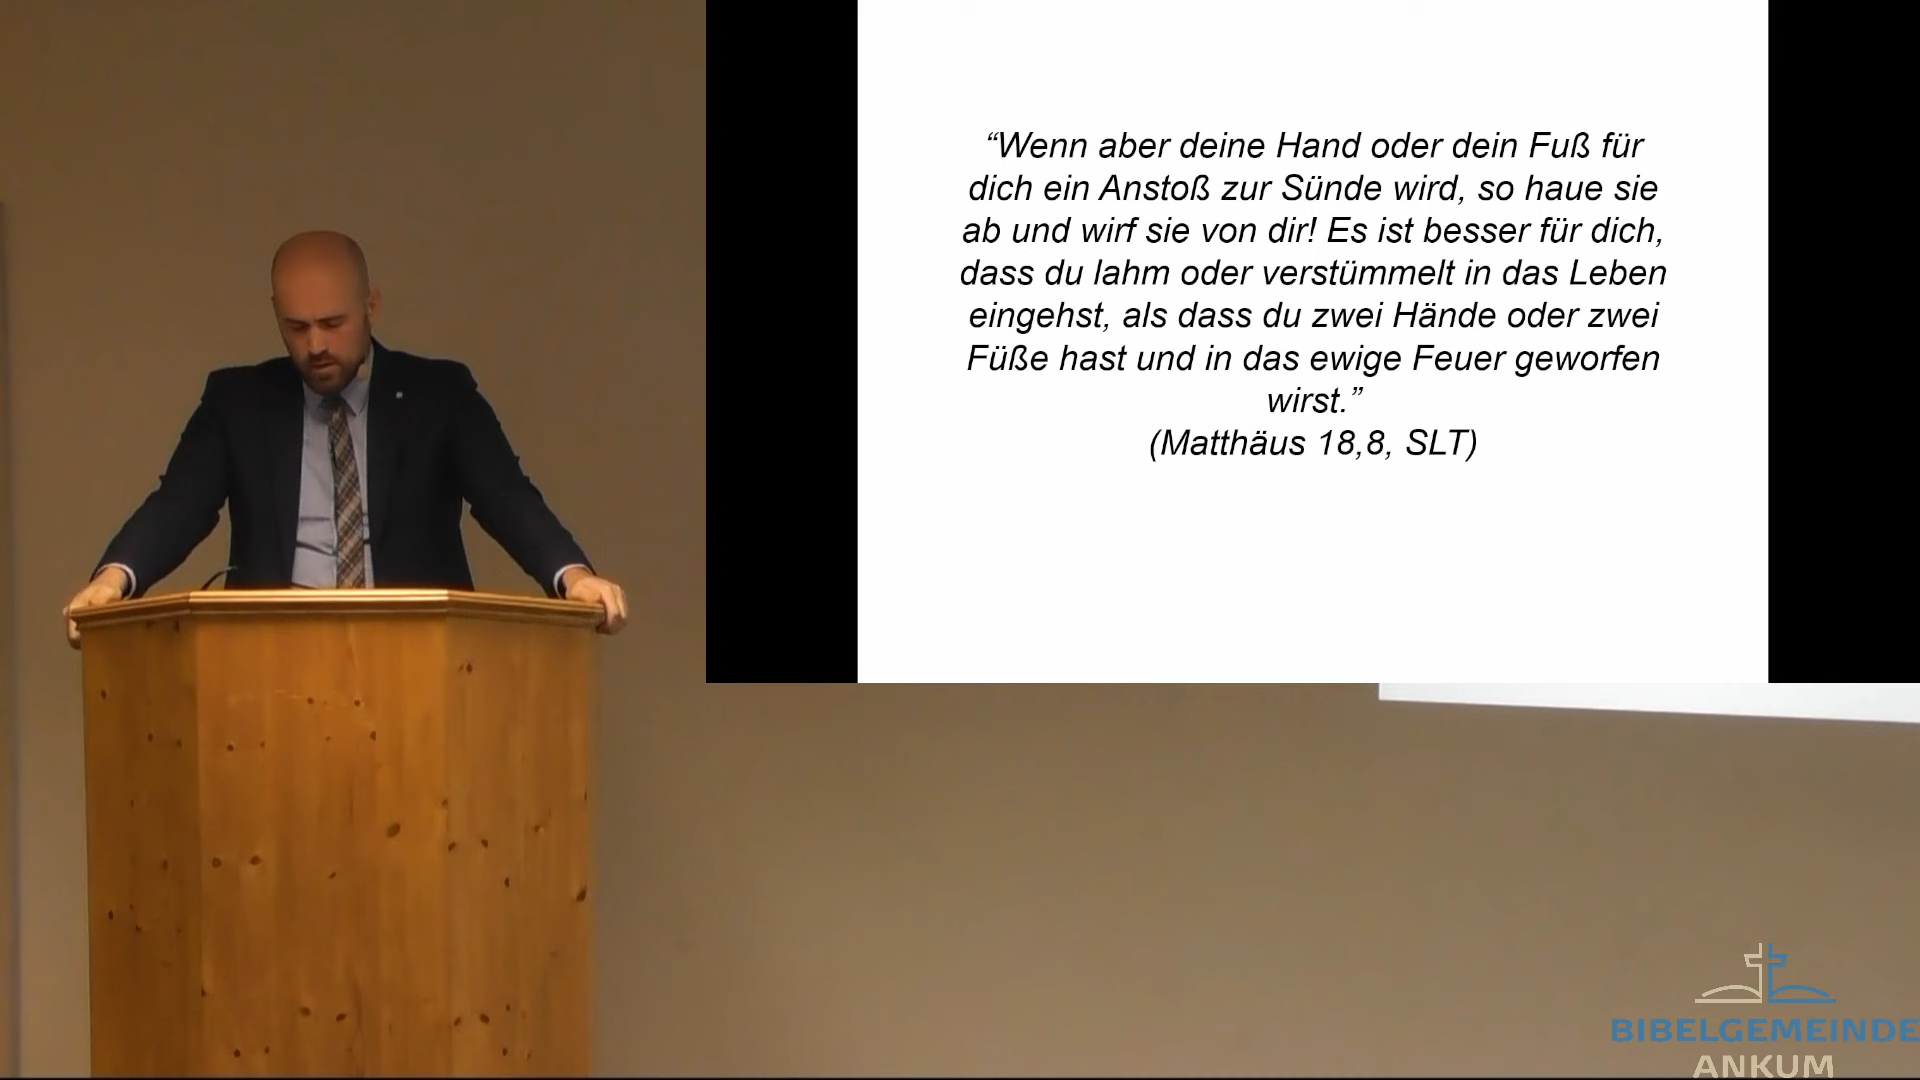 “Wenn aber deine Hand oder dein Fuß für
dich ein Anstoß zur Sünde wird, so haue sie
ab und wirf sie von dir! Es ist besser für dich,
dass du lahm oder verstümmelt in das Leben
eingehst, als dass du zwei Hände oder zwei
Füße hast und in das ewige Feuer geworfen
wirst.”
(Matthäus 18,8, SLT)
BIBELGEMEINDE
ANKUM